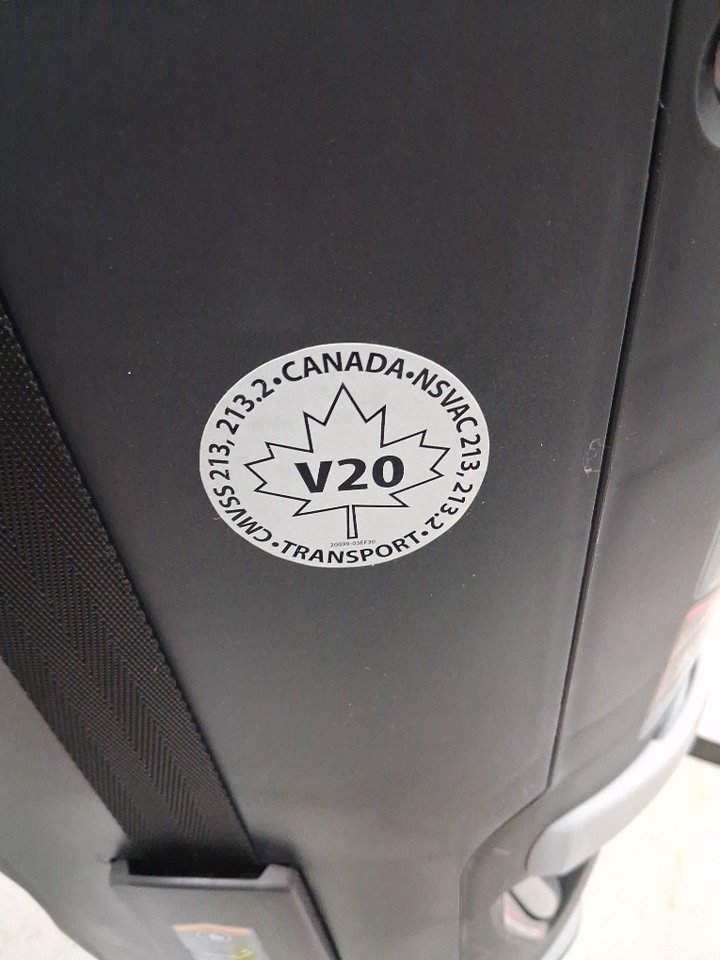 CMVSS 213, 213.2•CANADA•NSVAC 213, 213.2•TRANSPORT•
V20